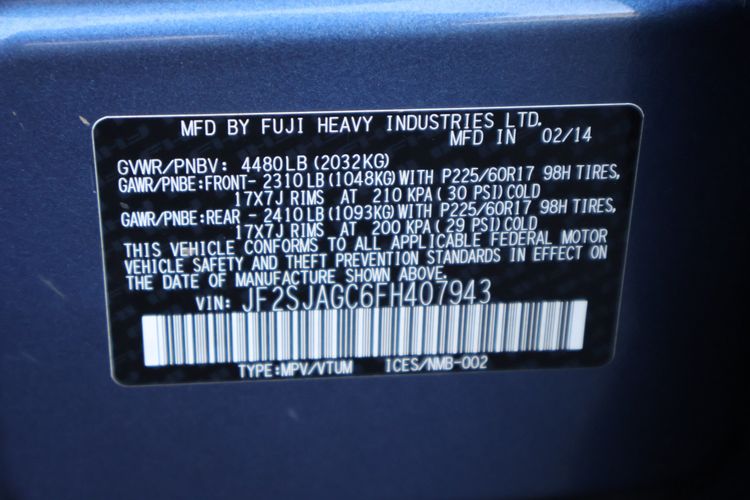 MFD BY FUJI HEAVY INDUSTRIES LTD.
MFD IN 02/14
GVWR/PNBV: 4480LB(2032KG)
GAWR/PNBE:FRONT- 2310LB(1048KG)WITH P225/60R17 98H TIRES,
17X7J RIMS AT 210 KPA( 30 PSI)COLD
GAWR/PNBE:REAR - 2410LB(1093KG)WITH P225/60R17 98H TIRES,
17X7J RIMS AT 200 KPA( 29 PSI)COLD
THIS VEHICLE CONFORMS TO ALL APPLICABLE FEDERAL MOTOR
VEHICLE SAFETY AND THEFT PREVENTION STANDARDS IN EFFECT ON
THE DATE OF MANUFACTURE SHOWN ABOVE.
VIN: JF2SJAGC6FH407943
TYPE:MPV/VTUM ICES/NMB-002